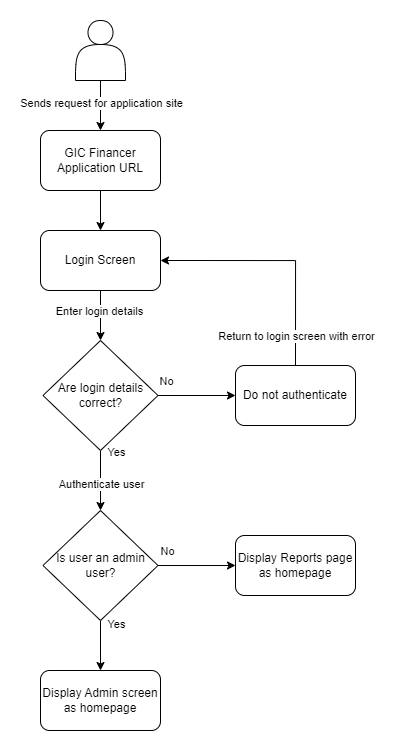 Sends request for application site
GIC Financer
Application URL
Login Screen
Enter login details
Return to login screen with error
Are login details
correct?
No
Do not authenticate
Yes
Authenticate user
Is user an admin
user?
No
Display Reports page
as homepage
Yes
Display Admin screen
as homepage